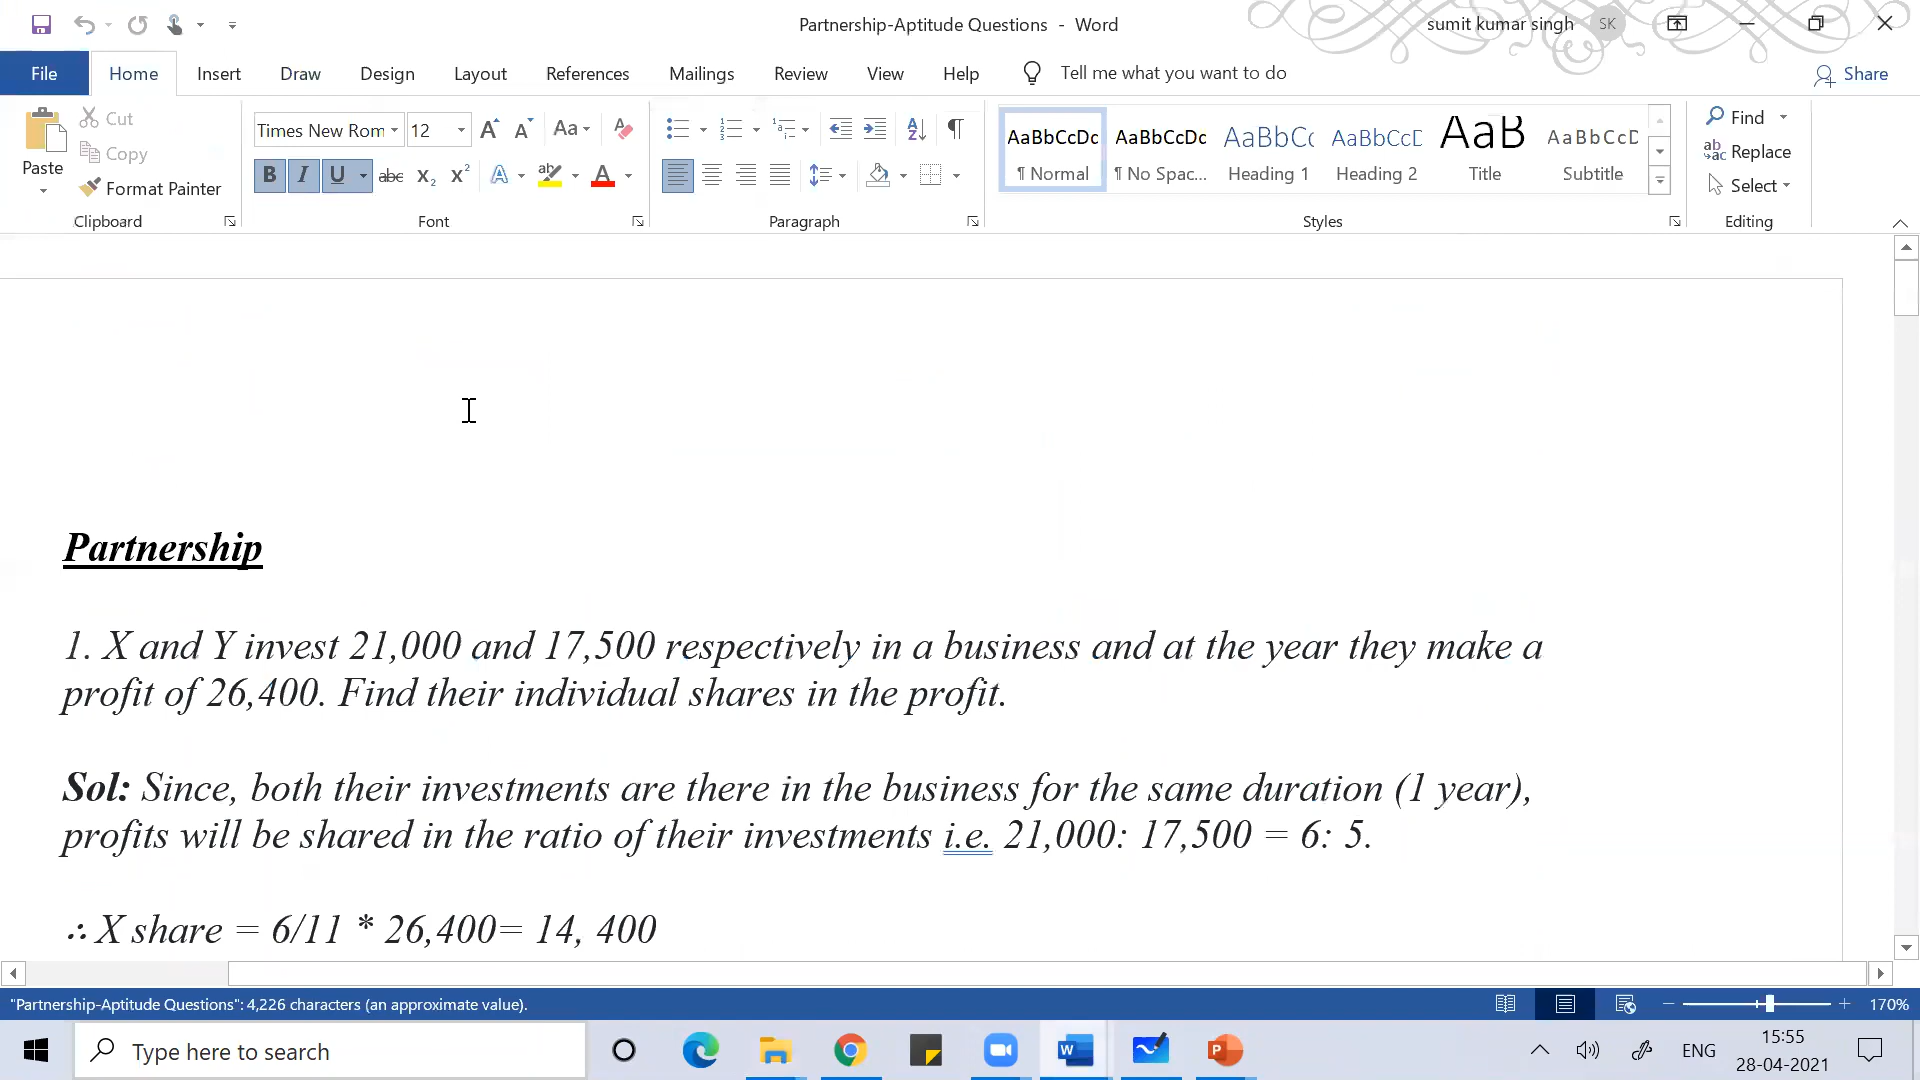 Partnership-Aptitude Questions - Word
sumit kumar singh SK
File Home Insert Draw Design Layout References Mailings Review View Help Tell me what you want to do Share
Paste Cut Copy Format Painter
Times New Rom 12 Aa
B I U abc X₂ X² A ab A
AaBbCcDc AaBbCcDc AaBbCc AaBbCcD AaB AaBbCcD
¶ Normal ¶ No Spac... Heading 1 Heading 2 Title Subtitle
Find
Replace
Select
Clipboard Font Paragraph Styles Editing
Partnership
1. X and Y invest 21,000 and 17,500 respectively in a business and at the year they make a
profit of 26,400. Find their individual shares in the profit.
Sol: Since, both their investments are there in the business for the same duration (1 year),
profits will be shared in the ratio of their investments i.e. 21,000: 17,500 = 6: 5.
∴ X share = 6/11 * 26,400= 14, 400
"Partnership-Aptitude Questions": 4,226 characters (an approximate value). 170%
Type here to search
ENG
15:55
28-04-2021